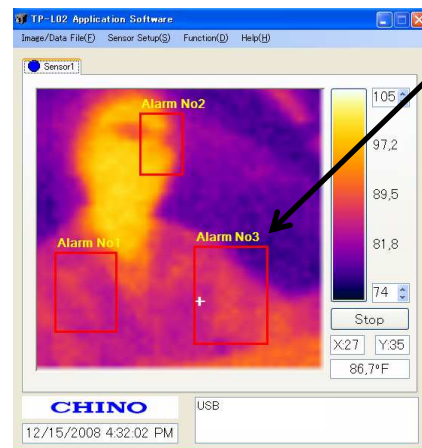 TP-L02 Application Software
Image/Data File(F) Sensor Setup(S) Function(D) Help(H)
Sensor1
Alarm No2
Alarm No1
Alarm No3
105
97,2
89,5
81,8
74
Stop
X:27 Y:35
86,7°F
CHINO
USB
12/15/2008 4:32:02 PM